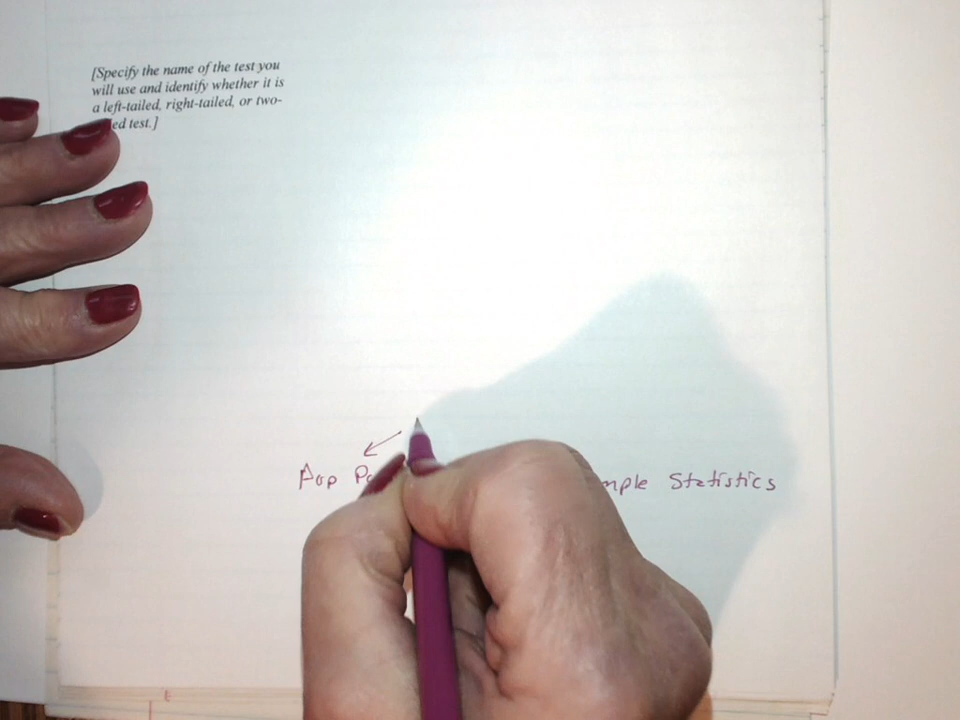 [Specify the name of the test you
will use and identify whether it is
a left-tailed, right-tailed, or two-
test.]
Pop Statistics